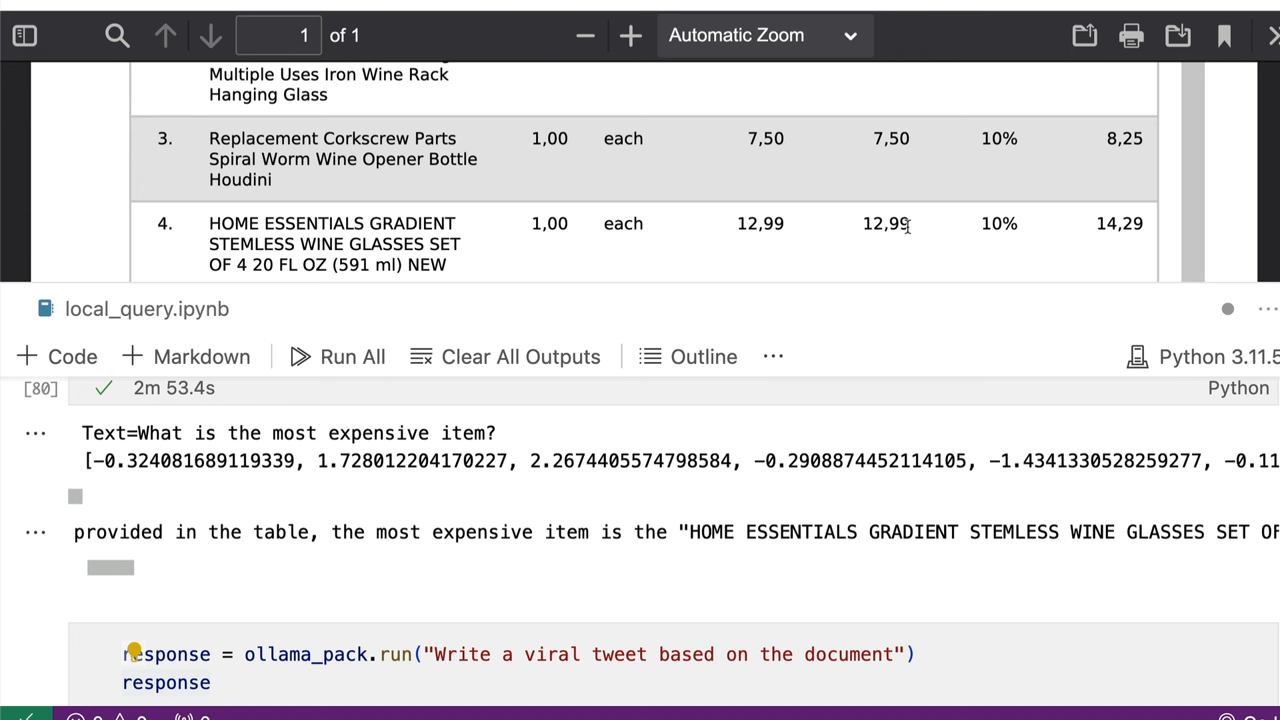 1 of 1 Automatic Zoom
Multiple Uses Iron Wine Rack
Hanging Glass
3. Replacement Corkscrew Parts 1,00 each 7,50 7,50 10% 8,25
Spiral Worm Wine Opener Bottle
Houdini
4. HOME ESSENTIALS GRADIENT 1,00 each 12,99 12,99 10% 14,29
STEMLESS WINE GLASSES SET
OF 4 20 FL OZ (591 ml) NEW
local_query.ipynb
Code Markdown Run All Clear All Outputs Outline ... Python 3.11.5
[80] 2m 53.4s Python
Text=What is the most expensive item?
[-0.324081689119339, 1.728012204170227, 2.2674405574798584, -0.2908874452114105, -1.4341330528259277, -0.11
provided in the table, the most expensive item is the "HOME ESSENTIALS GRADIENT STEMLESS WINE GLASSES SET OF
response = ollama_pack.run("Write a viral tweet based on the document")
response